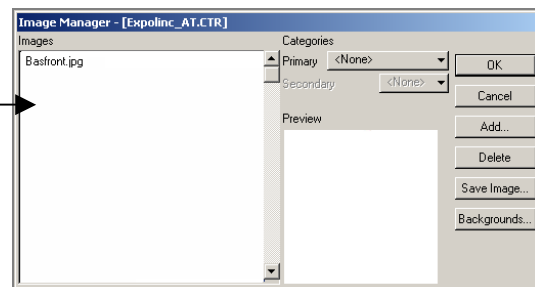 Image Manager - [Expolinc_AT.CTR]
Images
Basfront.jpg
Categories
Primary <None>
Secondary <None>
Preview
OK
Cancel
Add...
Delete
Save Image...
Backgrounds...